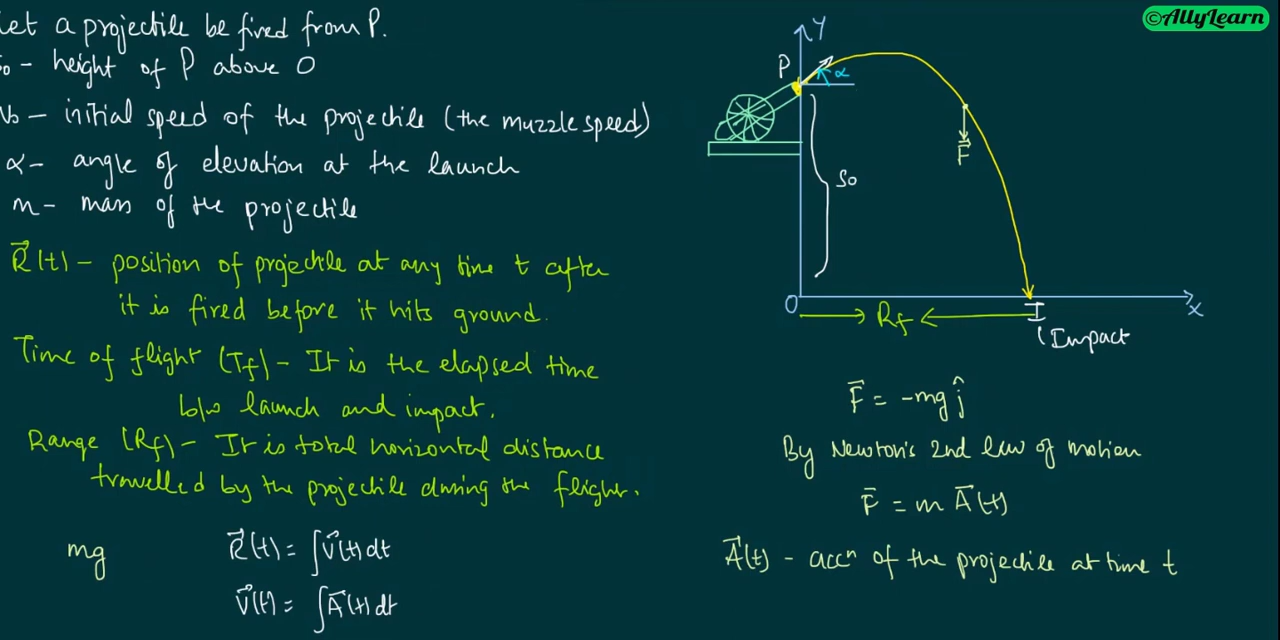 Let a projectile be fired from P.
S₀ - height of P above O
V₀ - initial speed of the projectile (the muzzle speed)
α - angle of elevation at the launch
m - mass of the projectile
R⃗(t) - position of projectile at any time t after
it is fired before it hits ground.
Time of flight (Tf) - It is the elapsed time
b/w launch and impact.
Range (Rf) - It is total horizontal distance
travelled by the projectile during the flight.
mg
R⃗(t) = ∫V⃗(t)dt
V⃗(t) = ∫A⃗(t)dt
©AllyLearn
Y
P
α
F⃗
S₀
O
Rf
I
(Impact
X
F⃗ = -mg ĵ
By Newton's 2nd law of motion
F⃗ = m A⃗(t)
A⃗(t) - accⁿ of the projectile at time t